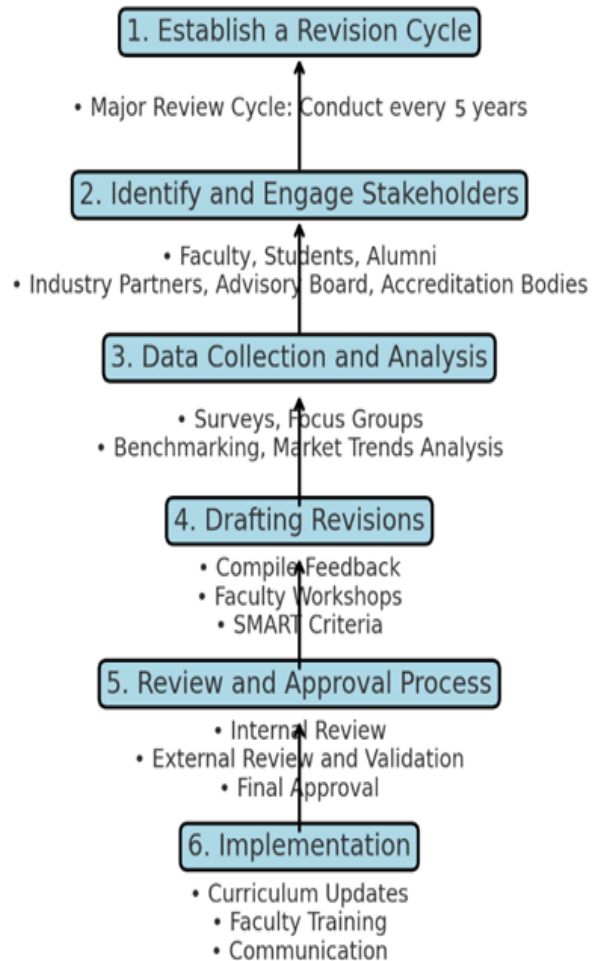 1. Establish a Revision Cycle
• Major Review Cycle: Conduct every 5 years
2. Identify and Engage Stakeholders
• Faculty, Students, Alumni
• Industry Partners, Advisory Board, Accreditation Bodies
3. Data Collection and Analysis
• Surveys, Focus Groups
• Benchmarking, Market Trends Analysis
4. Drafting Revisions
• Compile Feedback
• Faculty Workshops
• SMART Criteria
5. Review and Approval Process
• Internal Review
• External Review and Validation
• Final Approval
6. Implementation
• Curriculum Updates
• Faculty Training
• Communication